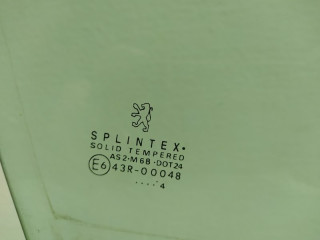 SPLINTEX•
SOLID TEMPERED
AS2•M68•DOT24
E6 43R-00048
....4